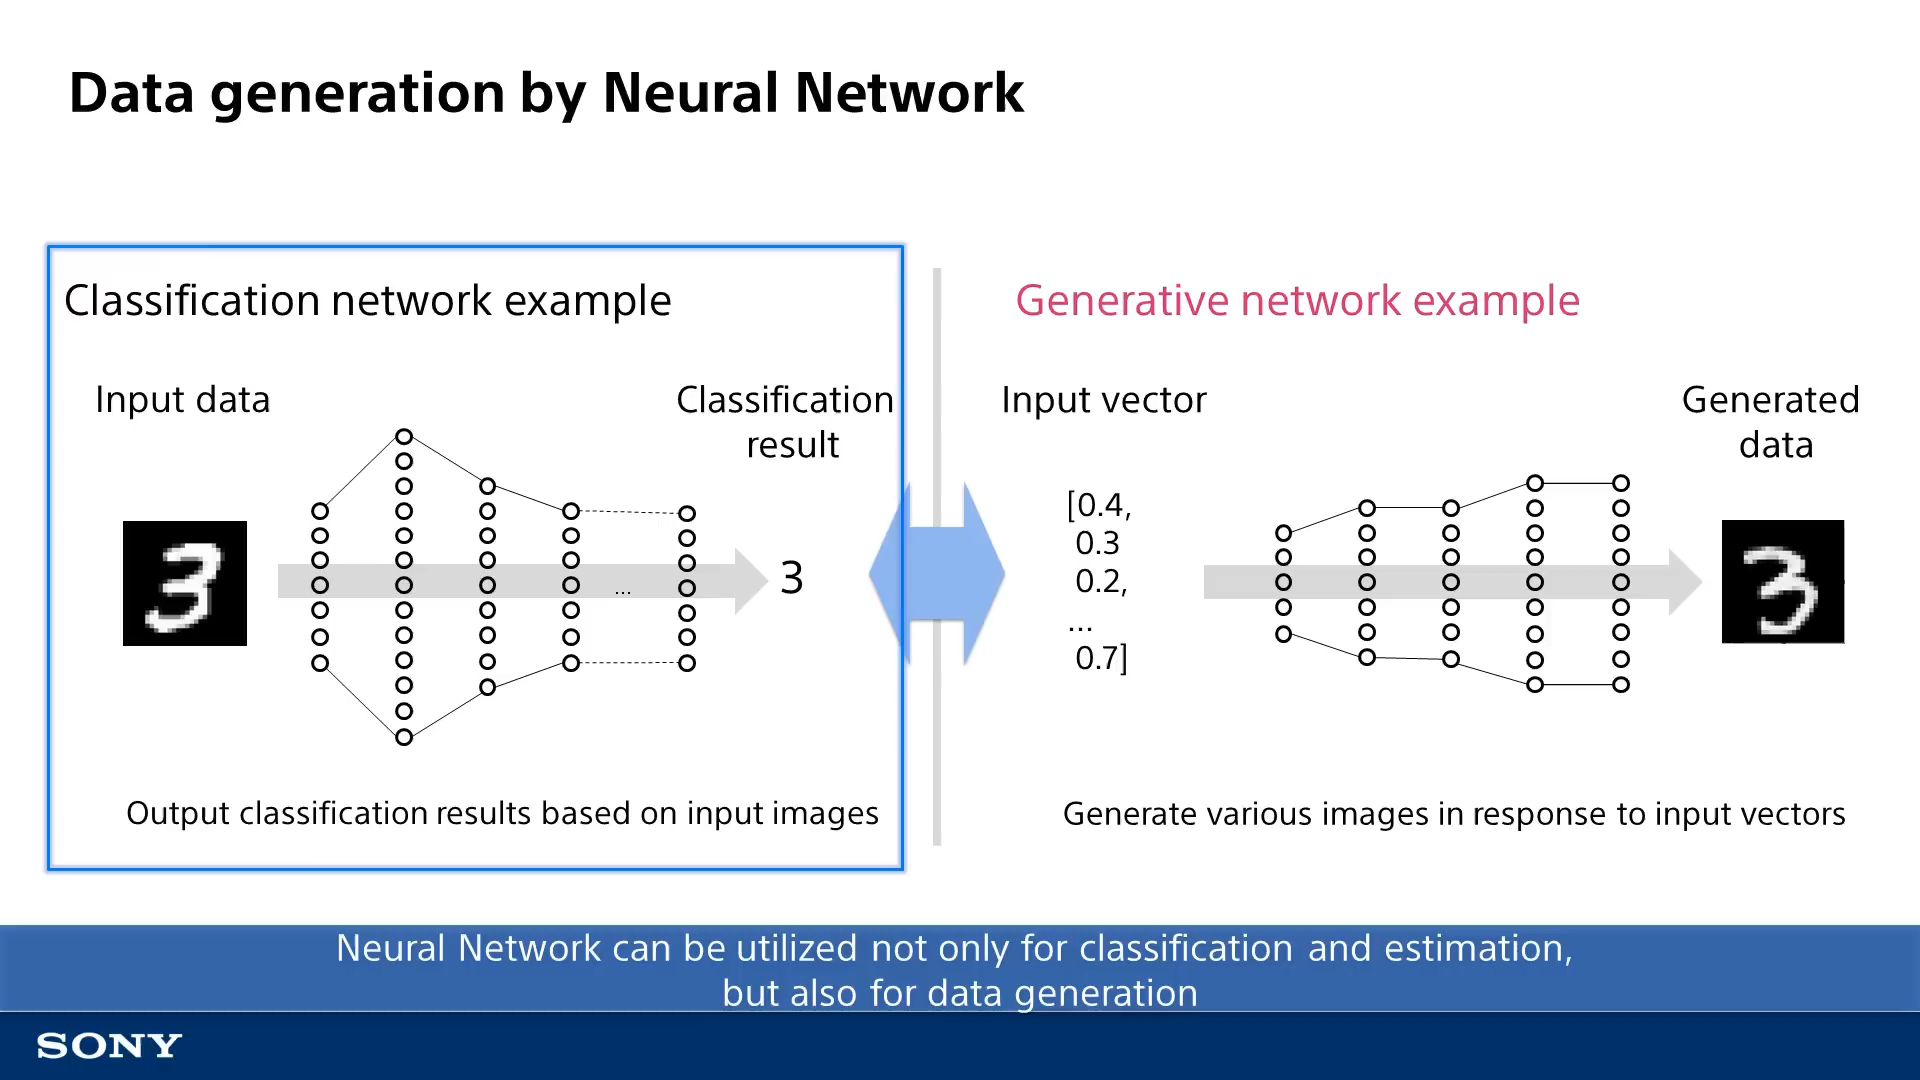 Data generation by Neural Network
Classification network example
Input data
Classification
result
3
...
3
Output classification results based on input images
Generative network example
Input vector
Generated
data
[0.4,
0.3
0.2,
...
0.7]
3
Generate various images in response to input vectors
Neural Network can be utilized not only for classification and estimation,
but also for data generation
SONY